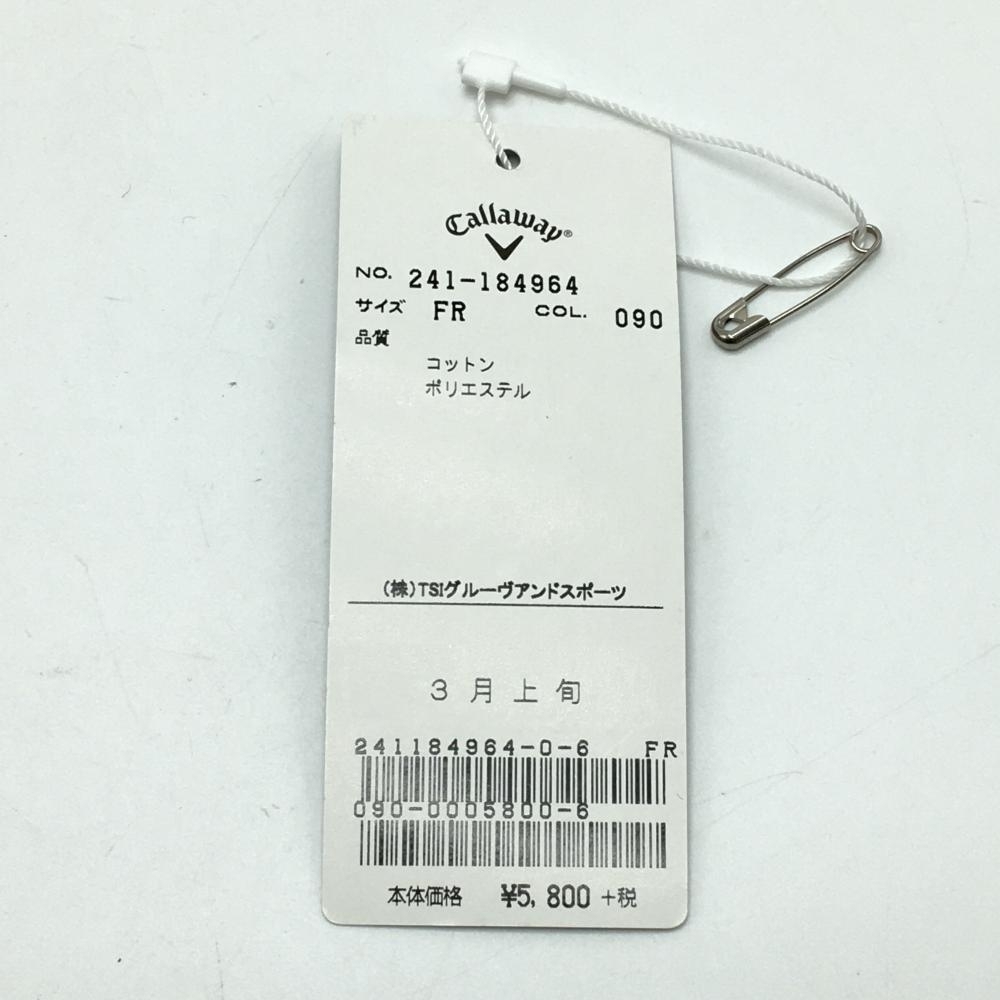 Callaway®
NO. 241-184964
サイズ FR COL. 090
品質
コットン
ポリエステル
(株)TSIグルーヴアンドスポーツ
3月上旬
241184964-0-6 FR
090-0005800-6
本体価格 ¥5,800+税